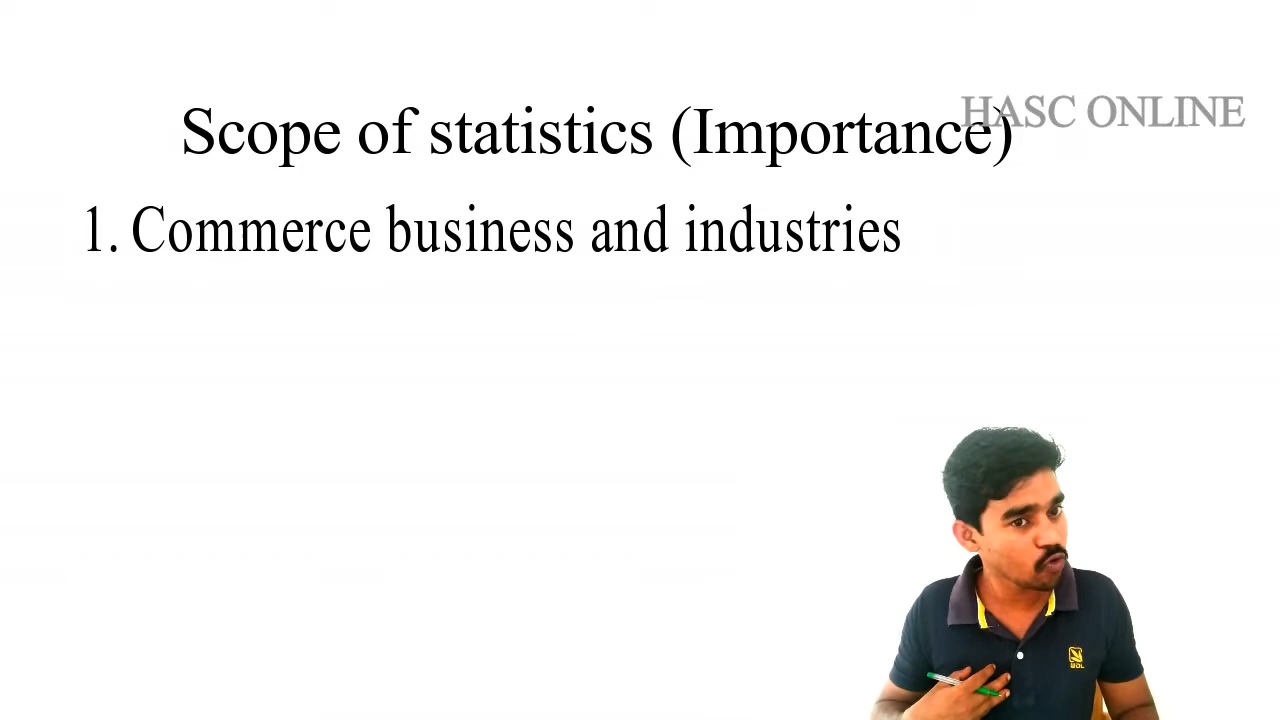 HASC ONLINE
Scope of statistics (Importance)
1. Commerce business and industries